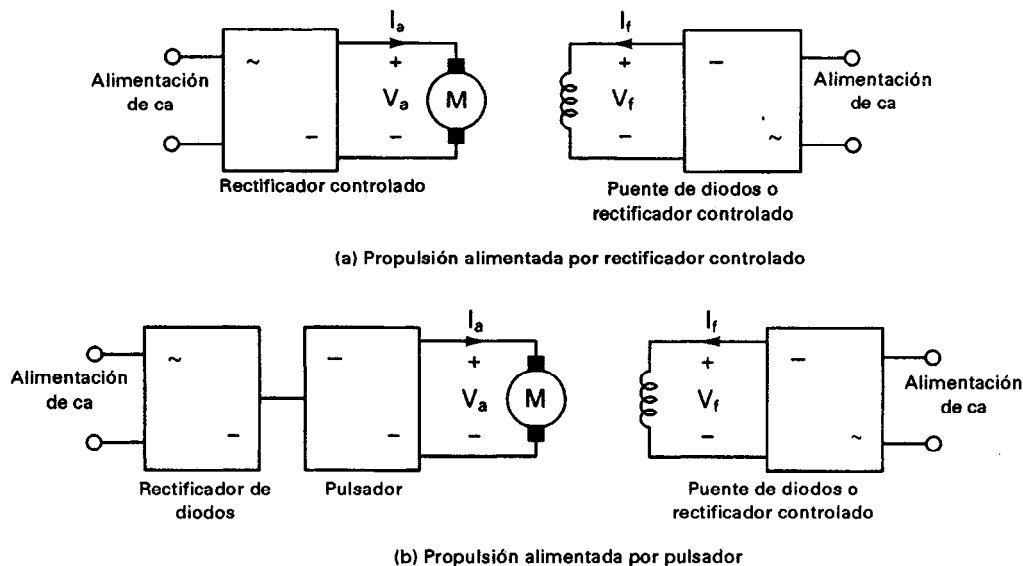 I_a
I_f
Alimentación
de ca
~
−
+
V_a
−
M
+
V_f
−
−
~
Alimentación
de ca
Rectificador controlado
Puente de diodos o
rectificador controlado
(a) Propulsión alimentada por rectificador controlado
I_a
I_f
Alimentación
de ca
~
−
−
−
+
V_a
−
M
+
V_f
−
−
~
Alimentación
de ca
Rectificador de
diodos
Pulsador
Puente de diodos o
rectificador controlado
(b) Propulsión alimentada por pulsador